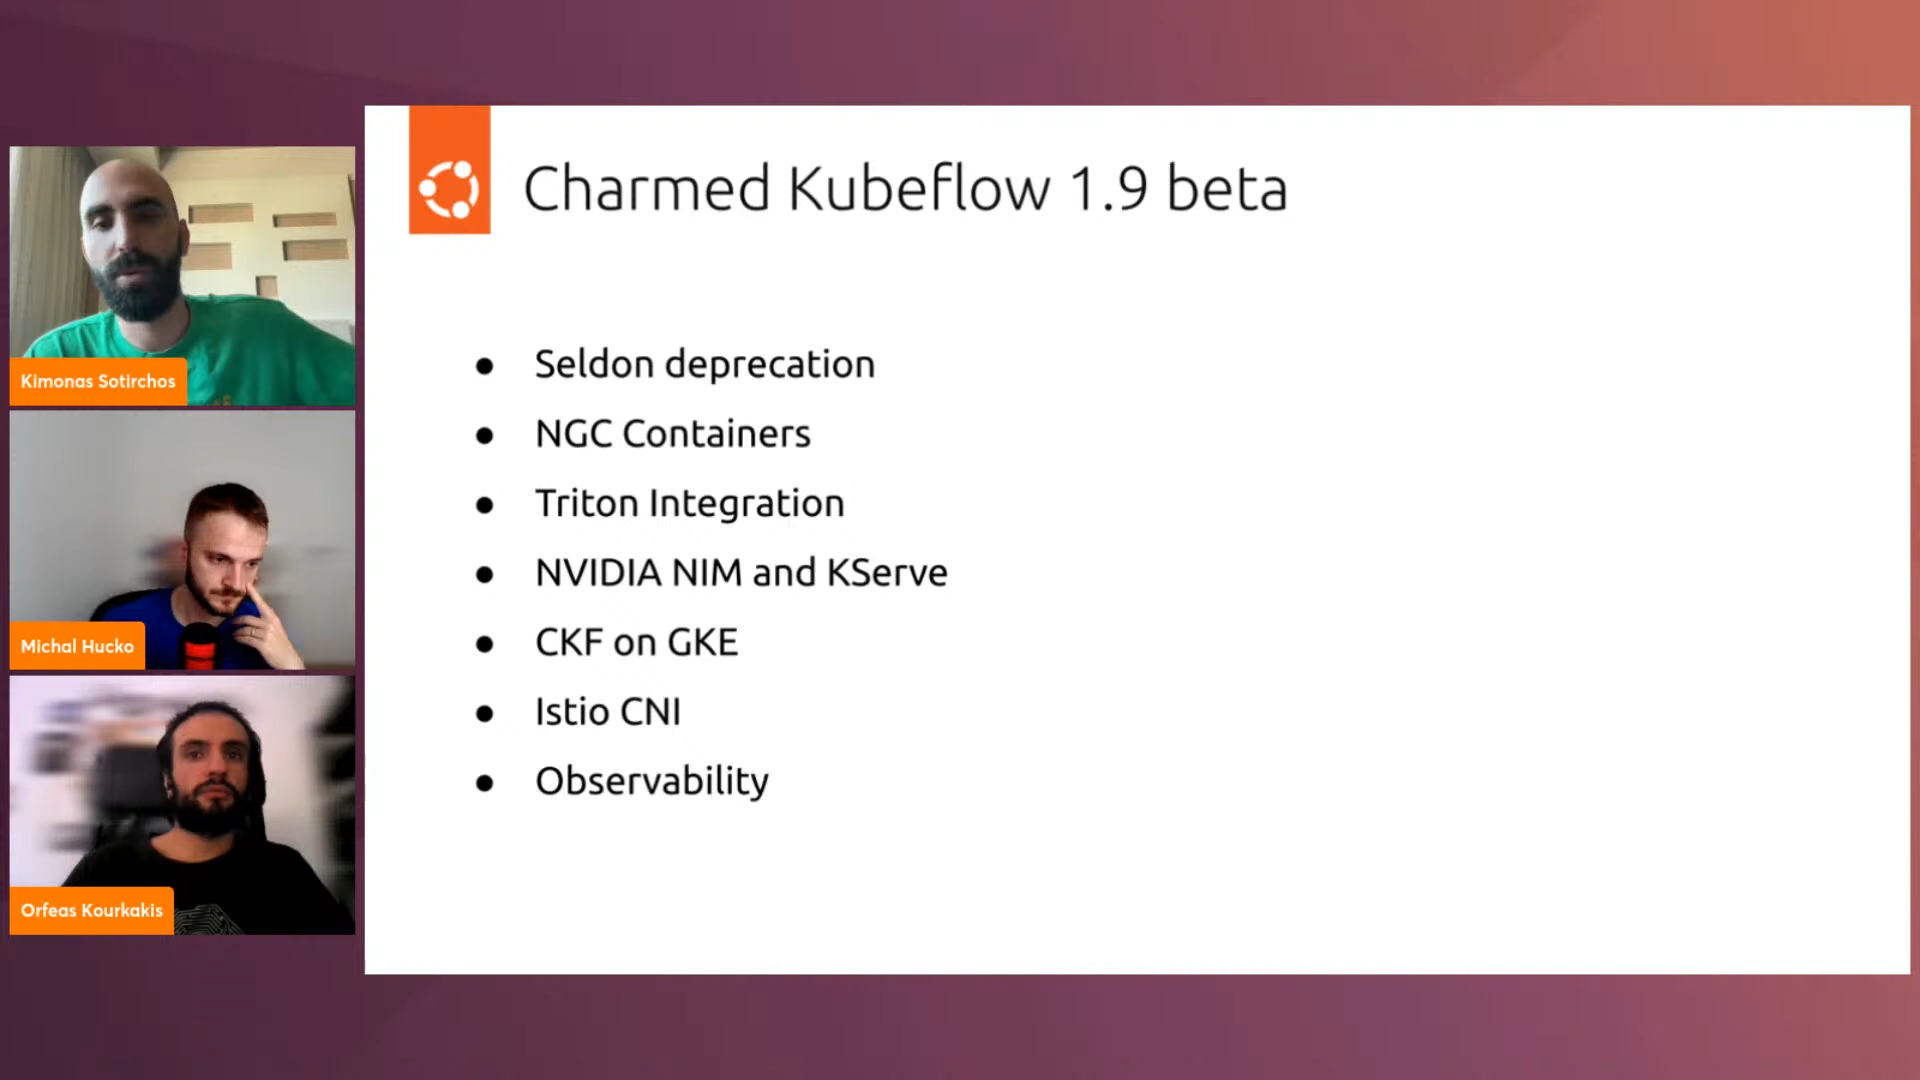 Charmed Kubeflow 1.9 beta
Kimonas Sotirchos
Michal Hucko
Orfeas Kourkakis
● Seldon deprecation
● NGC Containers
● Triton Integration
● NVIDIA NIM and KServe
● CKF on GKE
● Istio CNI
● Observability